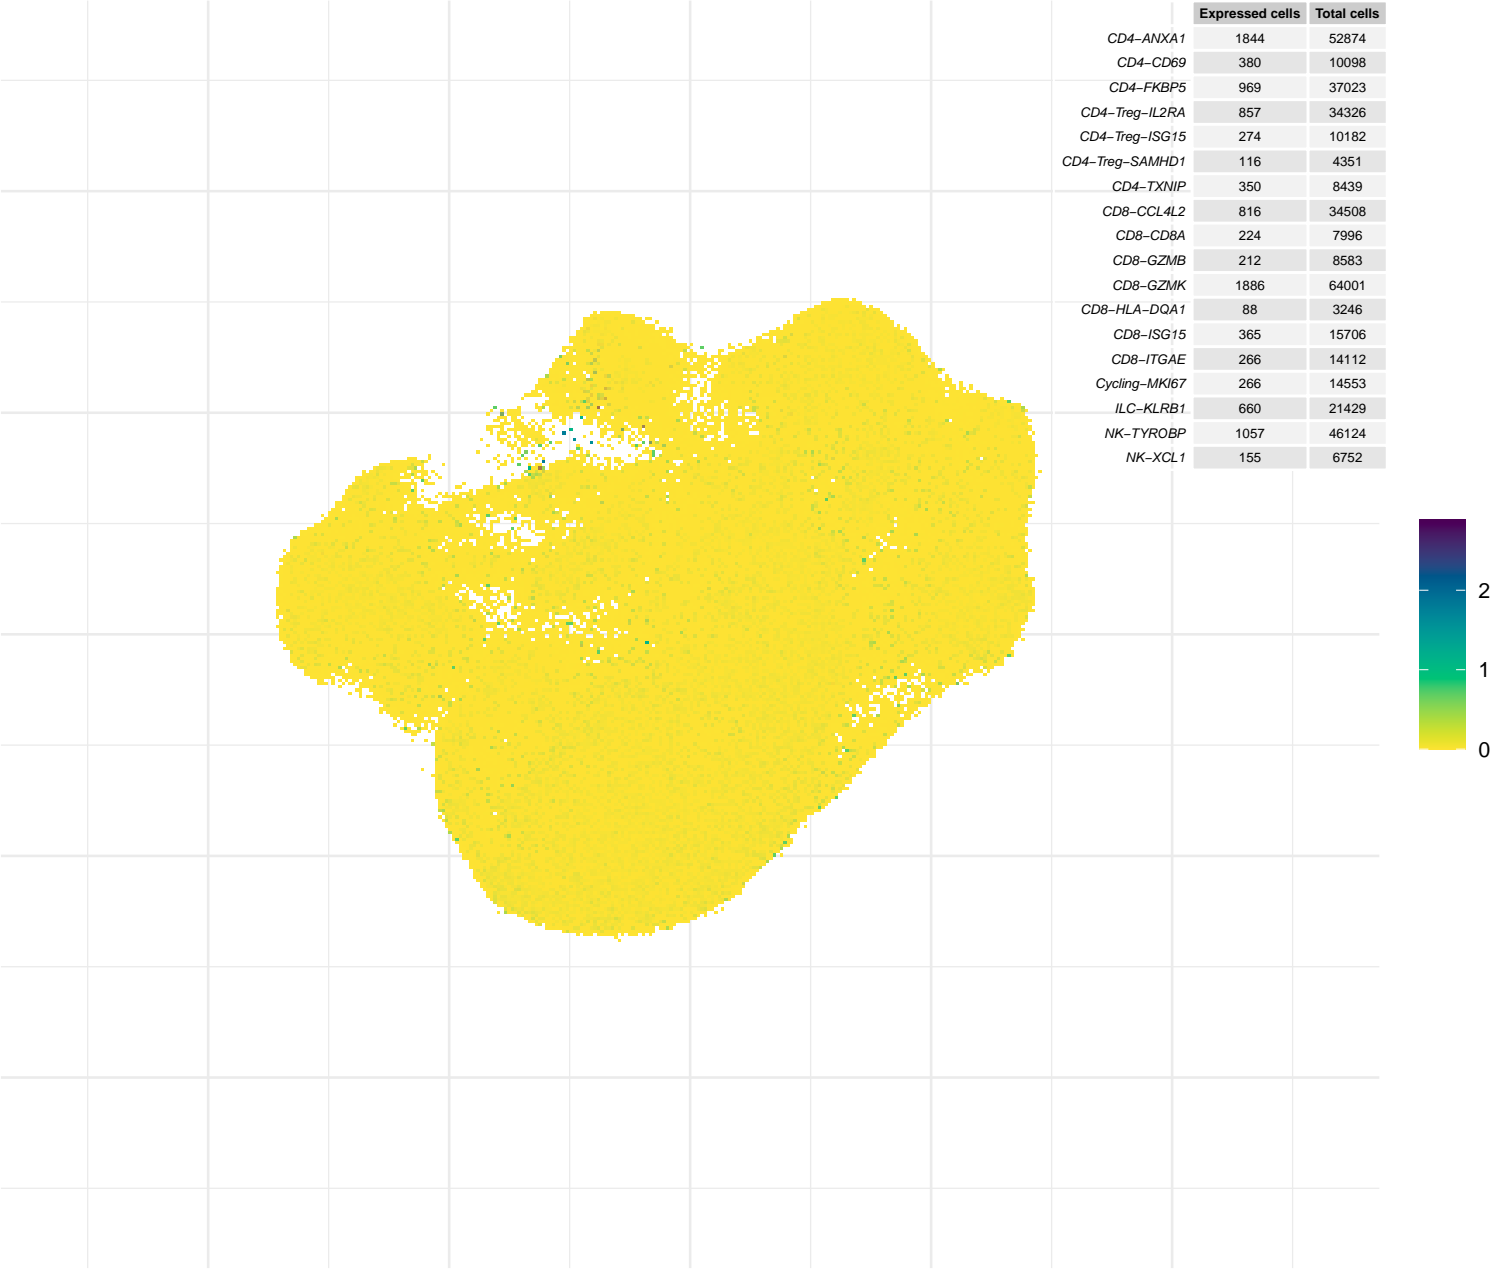 Expressed cells Total cells
CD4−ANXA1 1844 52874
CD4−CD69 380 10098
CD4−FKBP5 969 37023
CD4−Treg−IL2RA 857 34326
CD4−Treg−ISG15 274 10182
CD4−Treg−SAMHD1 116 4351
CD4−TXNIP 350 8439
CD8−CCL4L2 816 34508
CD8−CD8A 224 7996
CD8−GZMB 212 8583
CD8−GZMK 1886 64001
CD8−HLA−DQA1 88 3246
CD8−ISG15 365 15706
CD8−ITGAE 266 14112
Cycling−MKI67 266 14553
ILC−KLRB1 660 21429
NK−TYROBP 1057 46124
NK−XCL1 155 6752
2
1
0